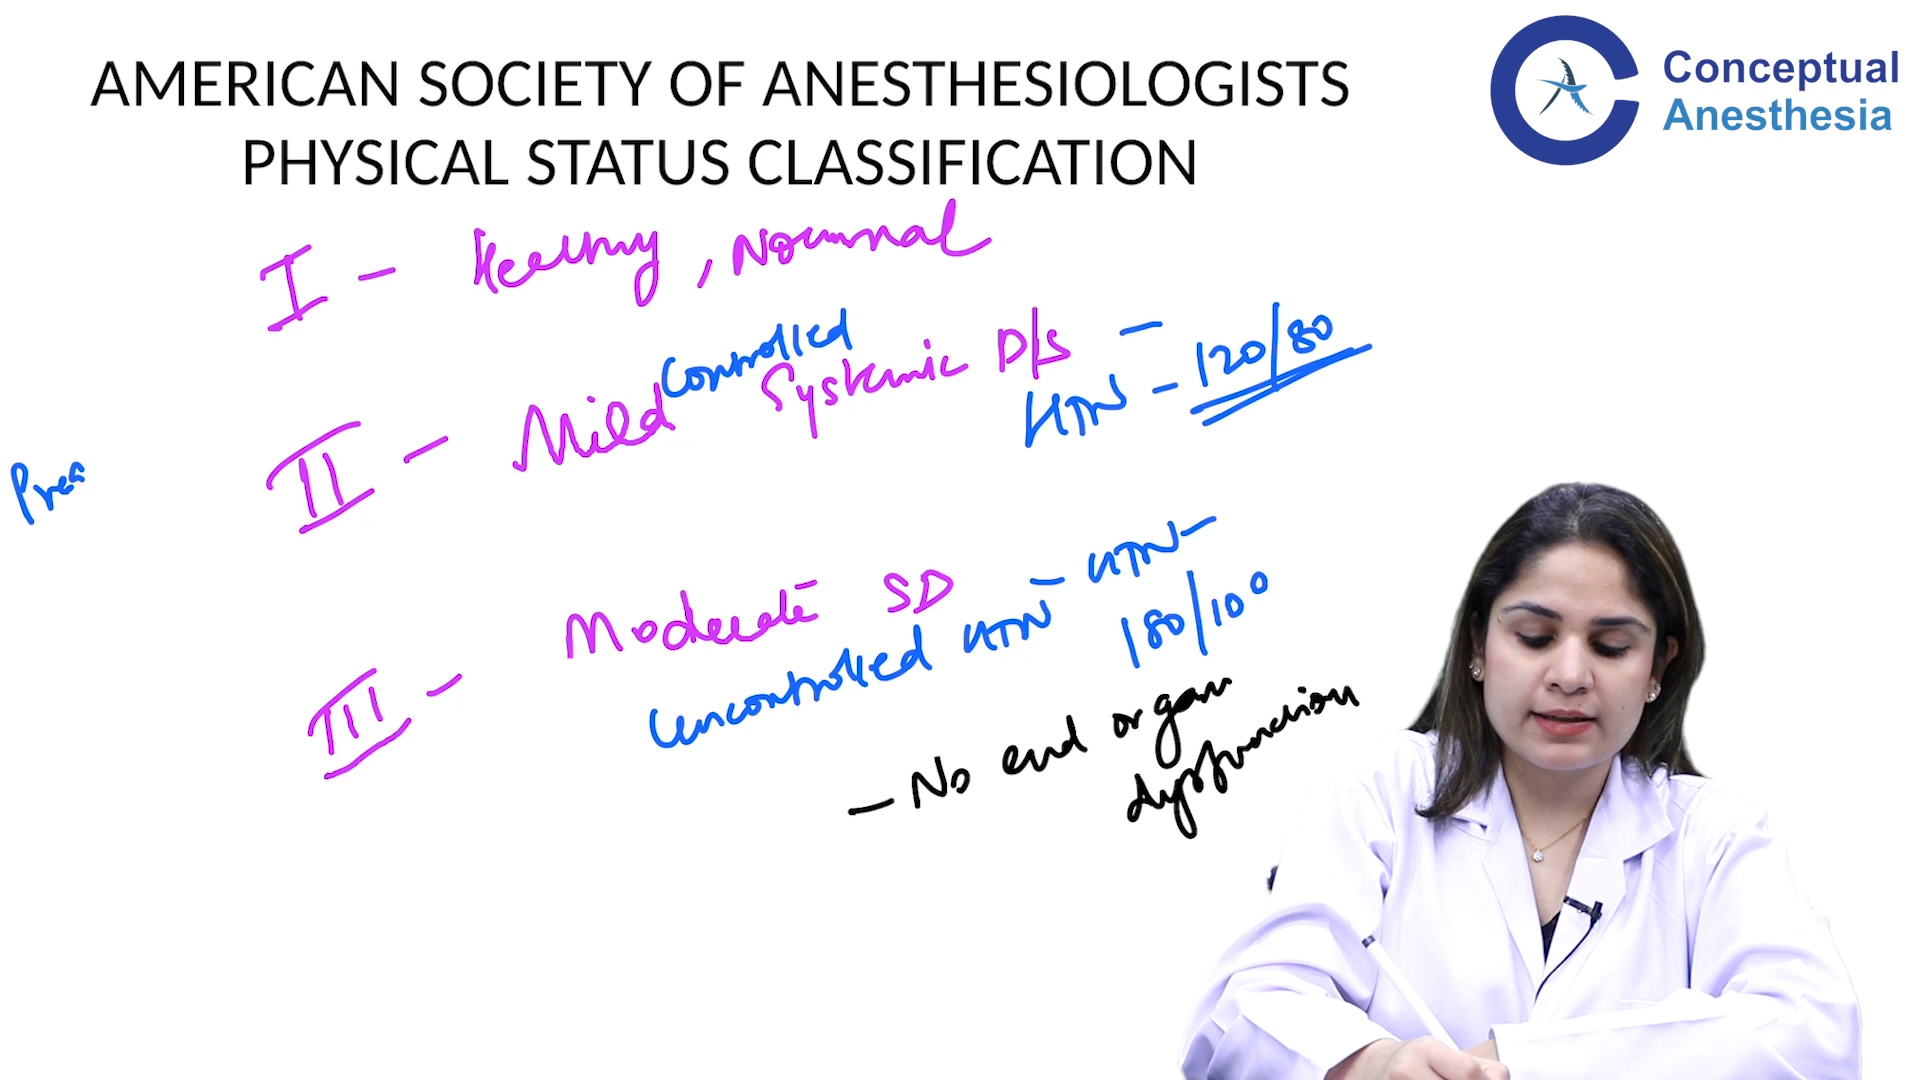 AMERICAN SOCIETY OF ANESTHESIOLOGISTS
PHYSICAL STATUS CLASSIFICATION
Conceptual
Anesthesia
I - Healthy, Normal
Controlled
II - Mild Systemic D/s -
HTN - 120/80
Preg
III - Moderate SD
Uncontrolled HTN - HTN -
180/100
- No end organ
dysfunction